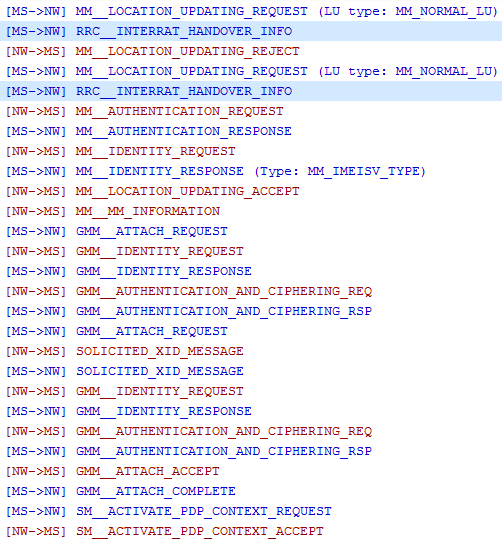 [MS->NW] MM__LOCATION_UPDATING_REQUEST (LU type: MM_NORMAL_LU)
[MS->NW] RRC__INTERRAT_HANDOVER_INFO
[NW->MS] MM__LOCATION_UPDATING_REJECT
[MS->NW] MM__LOCATION_UPDATING_REQUEST (LU type: MM_NORMAL_LU)
[MS->NW] RRC__INTERRAT_HANDOVER_INFO
[NW->MS] MM__AUTHENTICATION_REQUEST
[MS->NW] MM__AUTHENTICATION_RESPONSE
[NW->MS] MM__IDENTITY_REQUEST
[MS->NW] MM__IDENTITY_RESPONSE (Type: MM_IMEISV_TYPE)
[NW->MS] MM__LOCATION_UPDATING_ACCEPT
[NW->MS] MM__MM_INFORMATION
[MS->NW] GMM__ATTACH_REQUEST
[NW->MS] GMM__IDENTITY_REQUEST
[MS->NW] GMM__IDENTITY_RESPONSE
[NW->MS] GMM__AUTHENTICATION_AND_CIPHERING_REQ
[MS->NW] GMM__AUTHENTICATION_AND_CIPHERING_RSP
[MS->NW] GMM__ATTACH_REQUEST
[NW->MS] SOLICITED_XID_MESSAGE
[MS->NW] SOLICITED_XID_MESSAGE
[NW->MS] GMM__IDENTITY_REQUEST
[MS->NW] GMM__IDENTITY_RESPONSE
[NW->MS] GMM__AUTHENTICATION_AND_CIPHERING_REQ
[MS->NW] GMM__AUTHENTICATION_AND_CIPHERING_RSP
[NW->MS] GMM__ATTACH_ACCEPT
[MS->NW] GMM__ATTACH_COMPLETE
[MS->NW] SM__ACTIVATE_PDP_CONTEXT_REQUEST
[NW->MS] SM__ACTIVATE_PDP_CONTEXT_ACCEPT